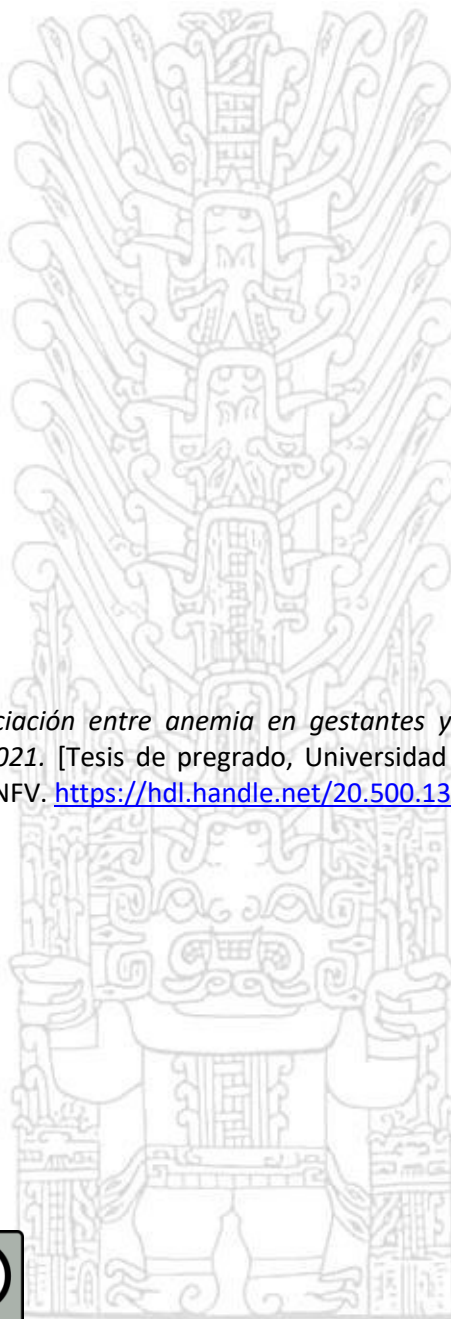 ciación entre anemia en gestantes y
021. [Tesis de pregrado, Universidad
NFV. https://hdl.handle.net/20.500.13